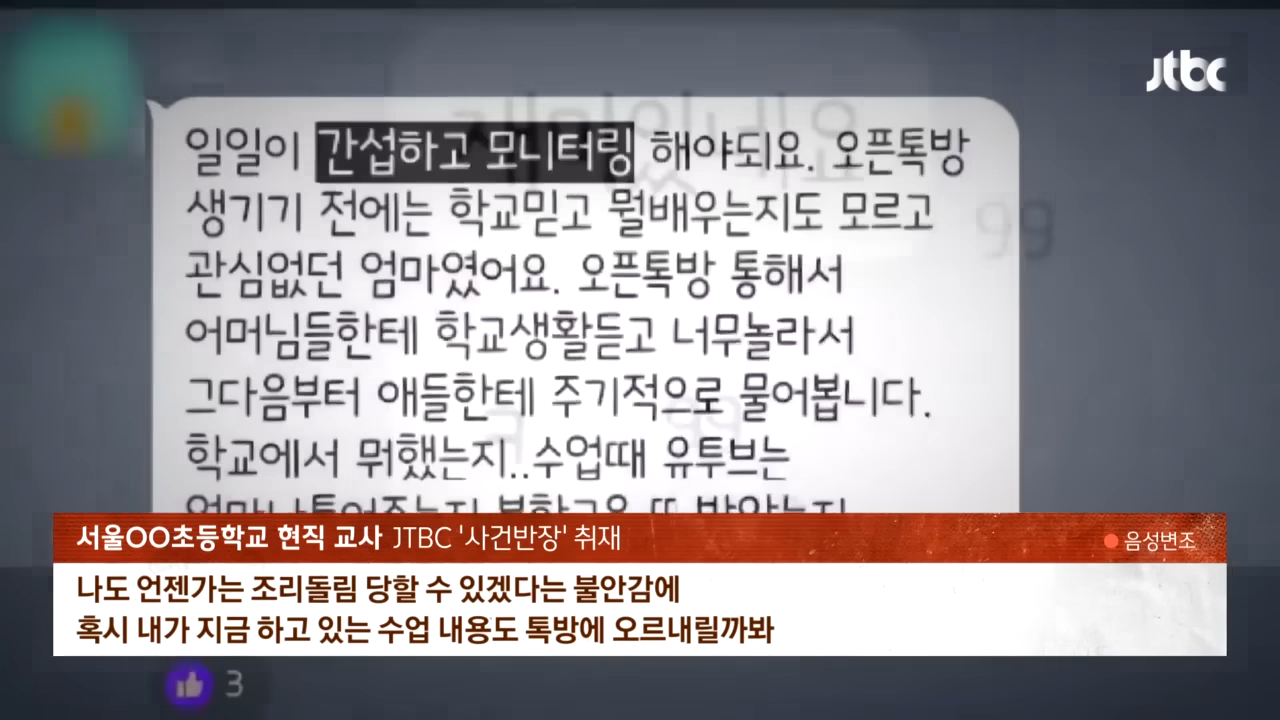 jtbc
일일이 간섭하고 모니터링 해야되요. 오픈톡방
생기기 전에는 학교믿고 뭘배우는지도 모르고
관심없던 엄마였어요. 오픈톡방 통해서
어머님들한테 학교생활듣고 너무놀라서
그다음부터 애들한테 주기적으로 물어봅니다.
학교에서 뭐했는지..수업때 유투브는
서울OO초등학교 현직 교사 JTBC '사건반장' 취재
음성변조
나도 언젠가는 조리돌림 당할 수 있겠다는 불안감에
혹시 내가 지금 하고 있는 수업 내용도 톡방에 오르내릴까봐
3
재미있네요
99
99